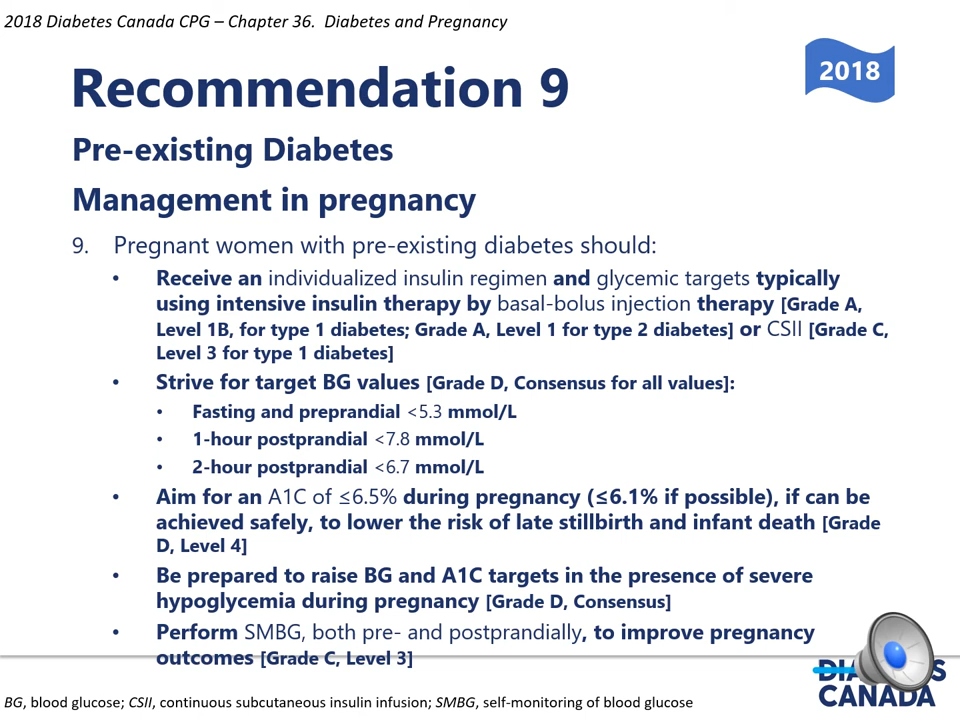 2018 Diabetes Canada CPG – Chapter 36. Diabetes and Pregnancy
2018
Recommendation 9
Pre-existing Diabetes
Management in pregnancy
9. Pregnant women with pre-existing diabetes should:
• Receive an individualized insulin regimen and glycemic targets typically
using intensive insulin therapy by basal-bolus injection therapy [Grade A,
Level 1B, for type 1 diabetes; Grade A, Level 1 for type 2 diabetes] or CSII [Grade C,
Level 3 for type 1 diabetes]
• Strive for target BG values [Grade D, Consensus for all values]:
• Fasting and preprandial <5.3 mmol/L
• 1-hour postprandial <7.8 mmol/L
• 2-hour postprandial <6.7 mmol/L
• Aim for an A1C of ≤6.5% during pregnancy (≤6.1% if possible), if can be
achieved safely, to lower the risk of late stillbirth and infant death [Grade
D, Level 4]
• Be prepared to raise BG and A1C targets in the presence of severe
hypoglycemia during pregnancy [Grade D, Consensus]
• Perform SMBG, both pre- and postprandially, to improve pregnancy
outcomes [Grade C, Level 3]
CANADA
BG, blood glucose; CSII, continuous subcutaneous insulin infusion; SMBG, self-monitoring of blood glucose